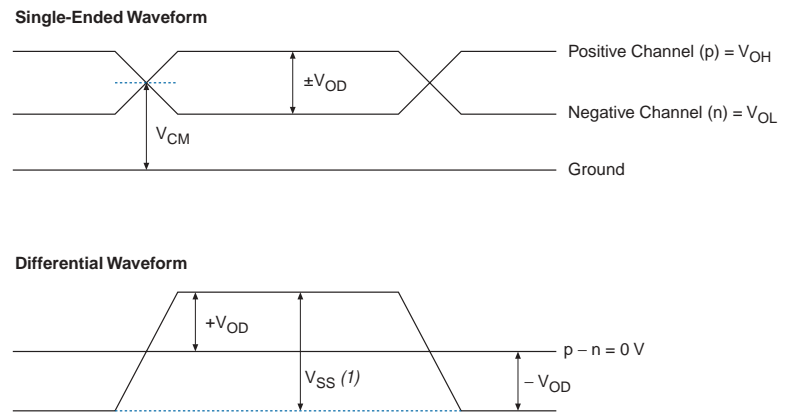 Single-Ended Waveform
Positive Channel (p) = VOH
±VOD
Negative Channel (n) = VOL
VCM
Ground
Differential Waveform
+VOD
p − n = 0 V
VSS (1)
− VOD